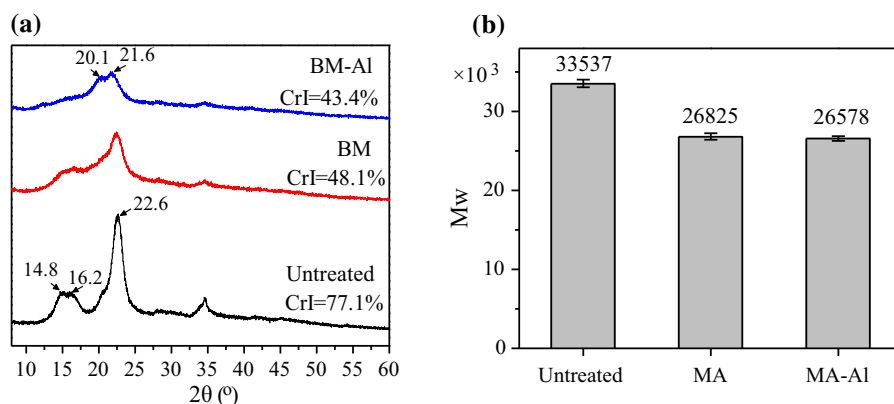 (a)
20.1 21.6
BM-Al
CrI=43.4%
BM
CrI=48.1%
22.6
14.8 16.2
Untreated
CrI=77.1%
10 15 20 25 30 35 40 45 50 55 60
2θ (º)
(b)
×10³
33537
26825
26578
30
20
10
0
Mw
Untreated MA MA-Al